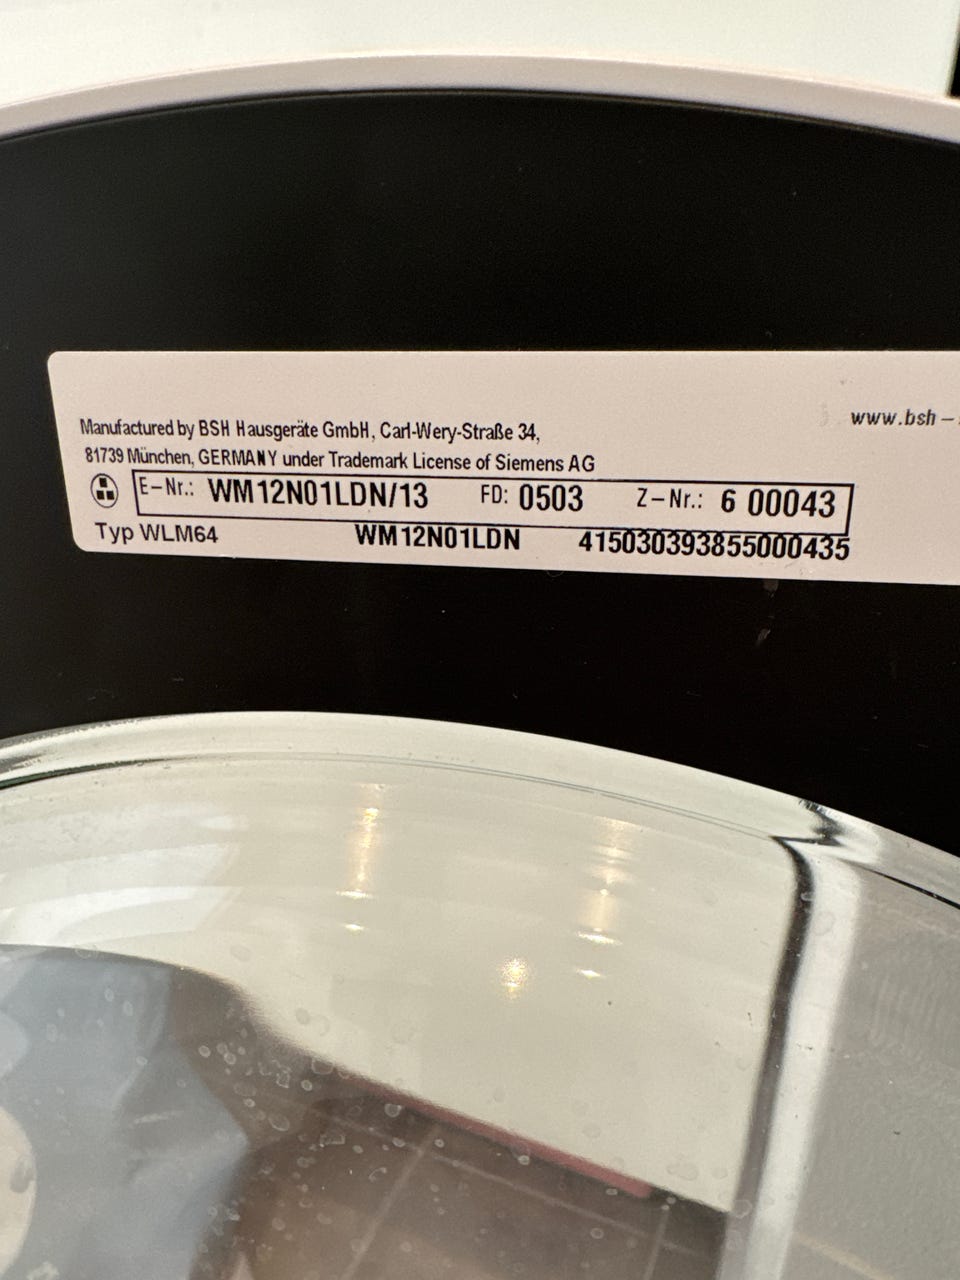 Manufactured by BSH Hausgeräte GmbH, Carl-Wery-Straße 34,
www.bsh-
81739 München, GERMANY under Trademark License of Siemens AG
E-Nr.: WM12N01LDN/13 FD: 0503 Z-Nr.: 6 00043
Typ WLM64 WM12N01LDN 415030393855000435